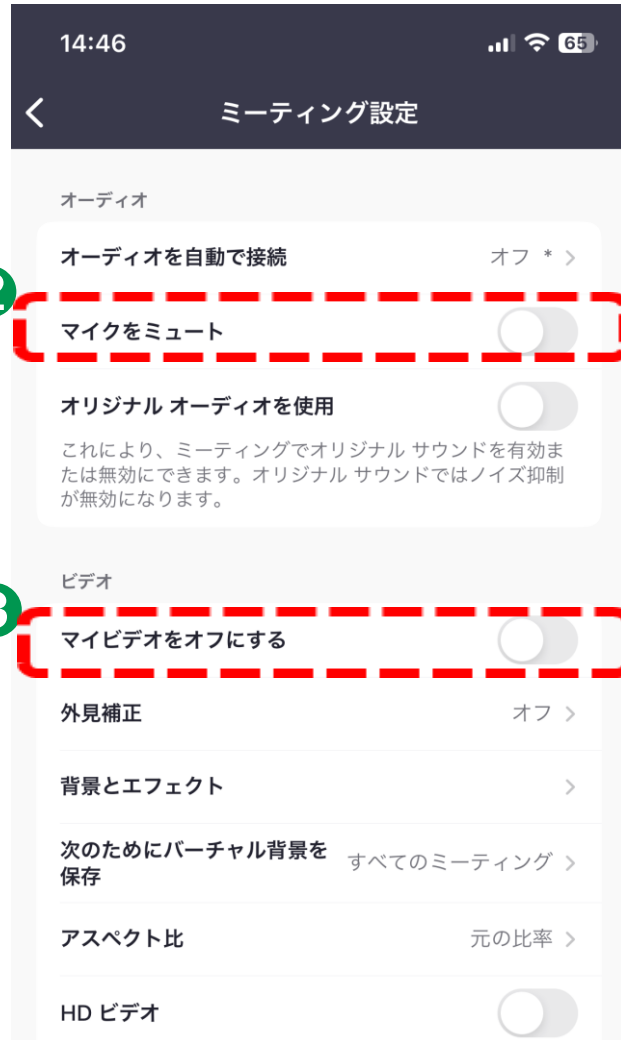 14:46
65
ミーティング設定
オーディオ
オーディオを自動で接続 オフ *
2
マイクをミュート
オリジナル オーディオを使用
これにより、ミーティングでオリジナル サウンドを有効ま
たは無効にできます。オリジナル サウンドではノイズ抑制
が無効になります。
ビデオ
3
マイビデオをオフにする
外見補正 オフ
背景とエフェクト
次のためにバーチャル背景を
保存 すべてのミーティング
アスペクト比 元の比率
HD ビデオ